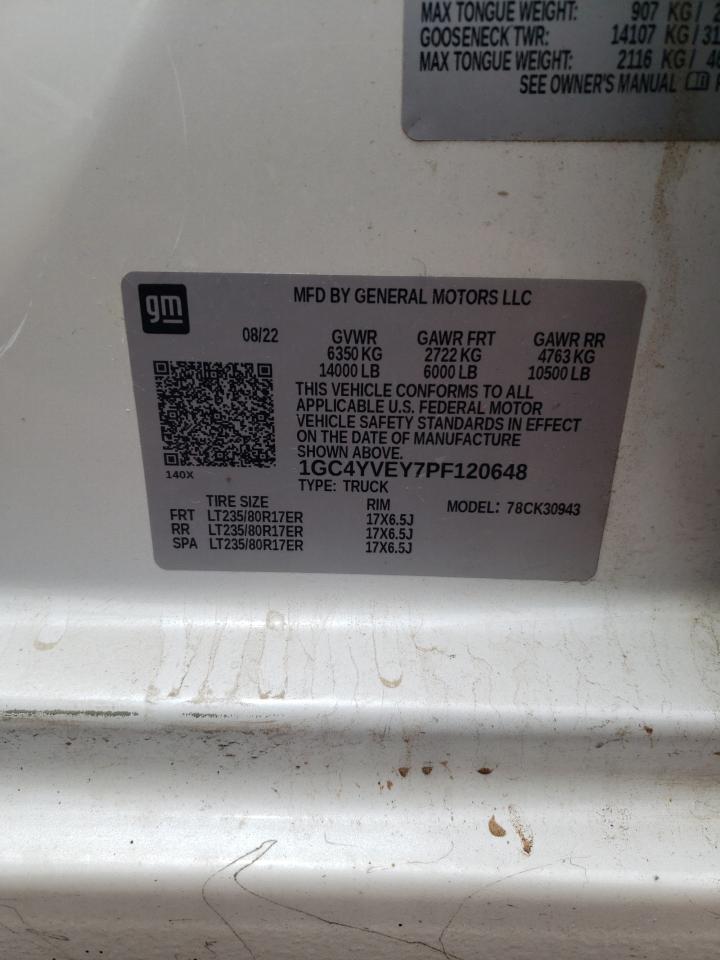 MAX TONGUE WEIGHT: 907 KG/
GOOSENECK TWR: 14107 KG/
MAX TONGUE WEIGHT: 2116 KG/
SEE OWNER'S MANUAL
gm
MFD BY GENERAL MOTORS LLC
08/22 GVWR GAWR FRT GAWR RR
6350 KG 2722 KG 4763 KG
14000 LB 6000 LB 10500 LB
THIS VEHICLE CONFORMS TO ALL
APPLICABLE U.S. FEDERAL MOTOR
VEHICLE SAFETY STANDARDS IN EFFECT
ON THE DATE OF MANUFACTURE
SHOWN ABOVE.
140X
1GC4YVEY7PF120648
TYPE: TRUCK
TIRE SIZE RIM MODEL: 78CK30943
FRT LT235/80R17ER 17X6.5J
RR LT235/80R17ER 17X6.5J
SPA LT235/80R17ER 17X6.5J